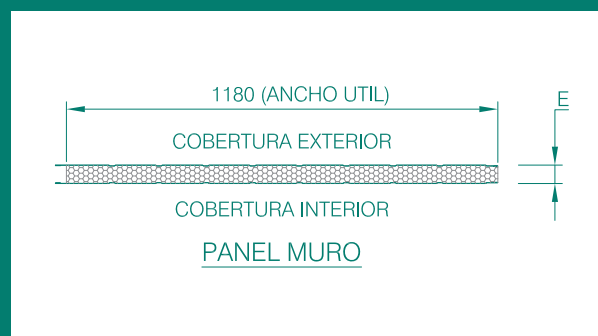 1180 (ANCHO UTIL)
E
COBERTURA EXTERIOR
COBERTURA INTERIOR
PANEL MURO